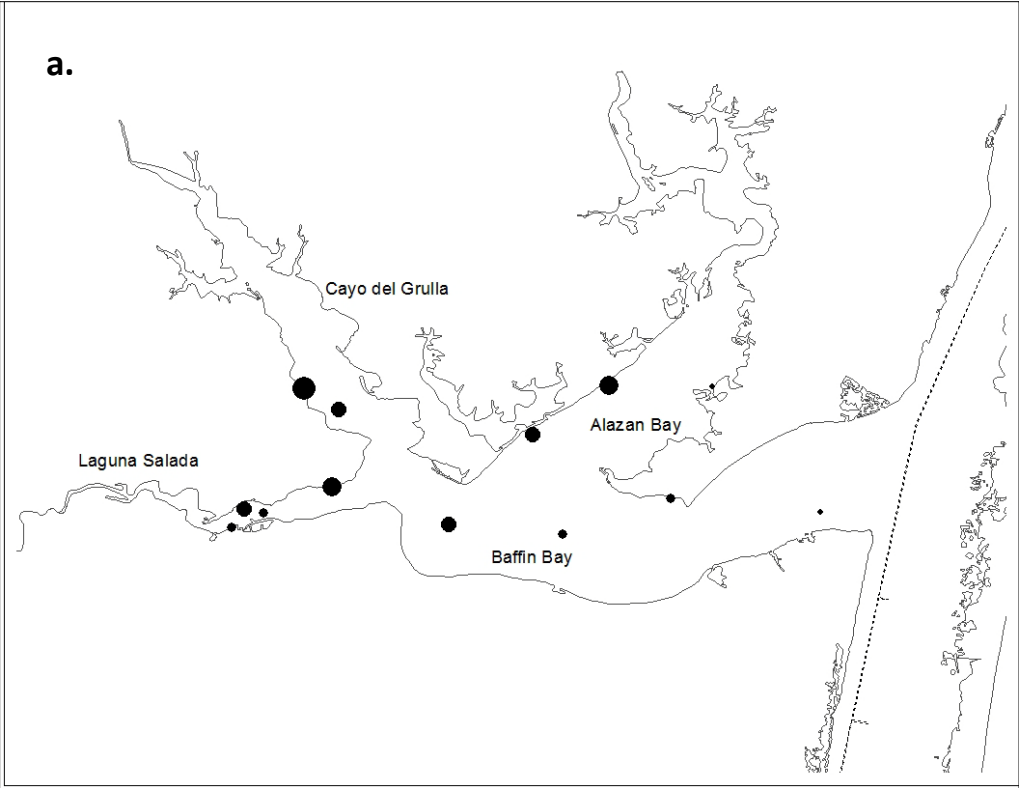 a.
Cayo del Grulla
Alazan Bay
Laguna Salada
Baffin Bay